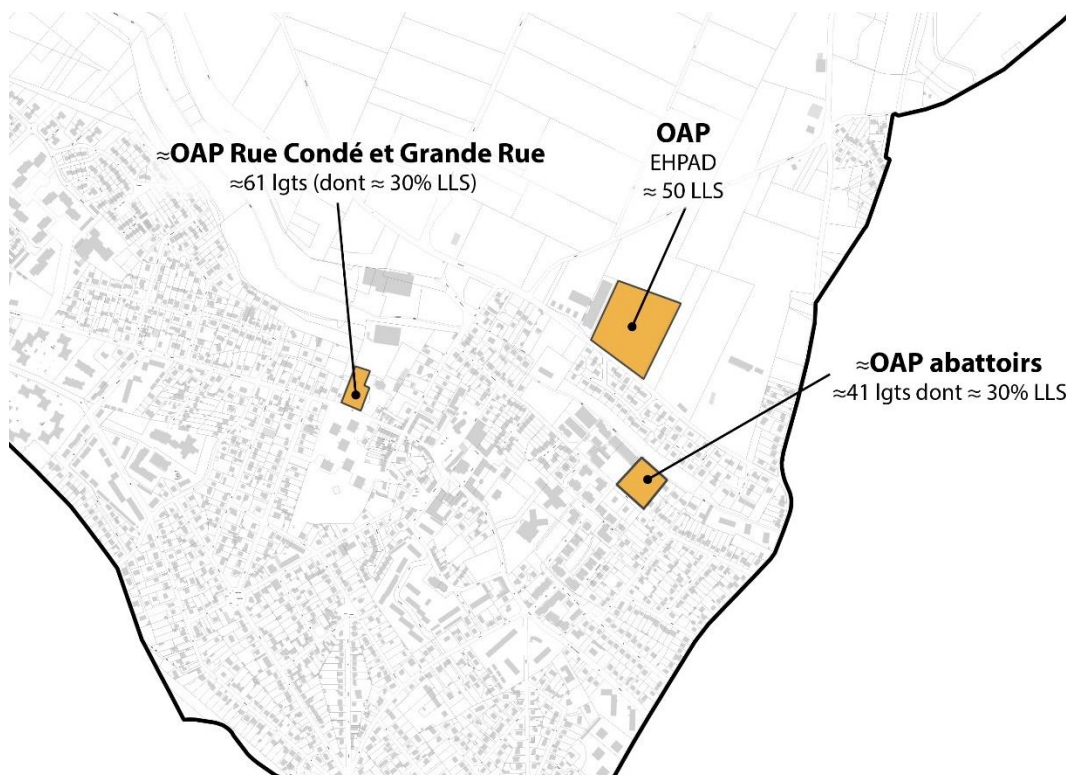 ≈OAP Rue Condé et Grande Rue
≈61 lgts (dont ≈ 30% LLS)
OAP
EHPAD
≈ 50 LLS
≈OAP abattoirs
≈41 lgts dont ≈ 30% LLS